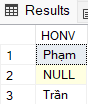 Results
HONV
1 Phạm
2 NULL
3 Trần